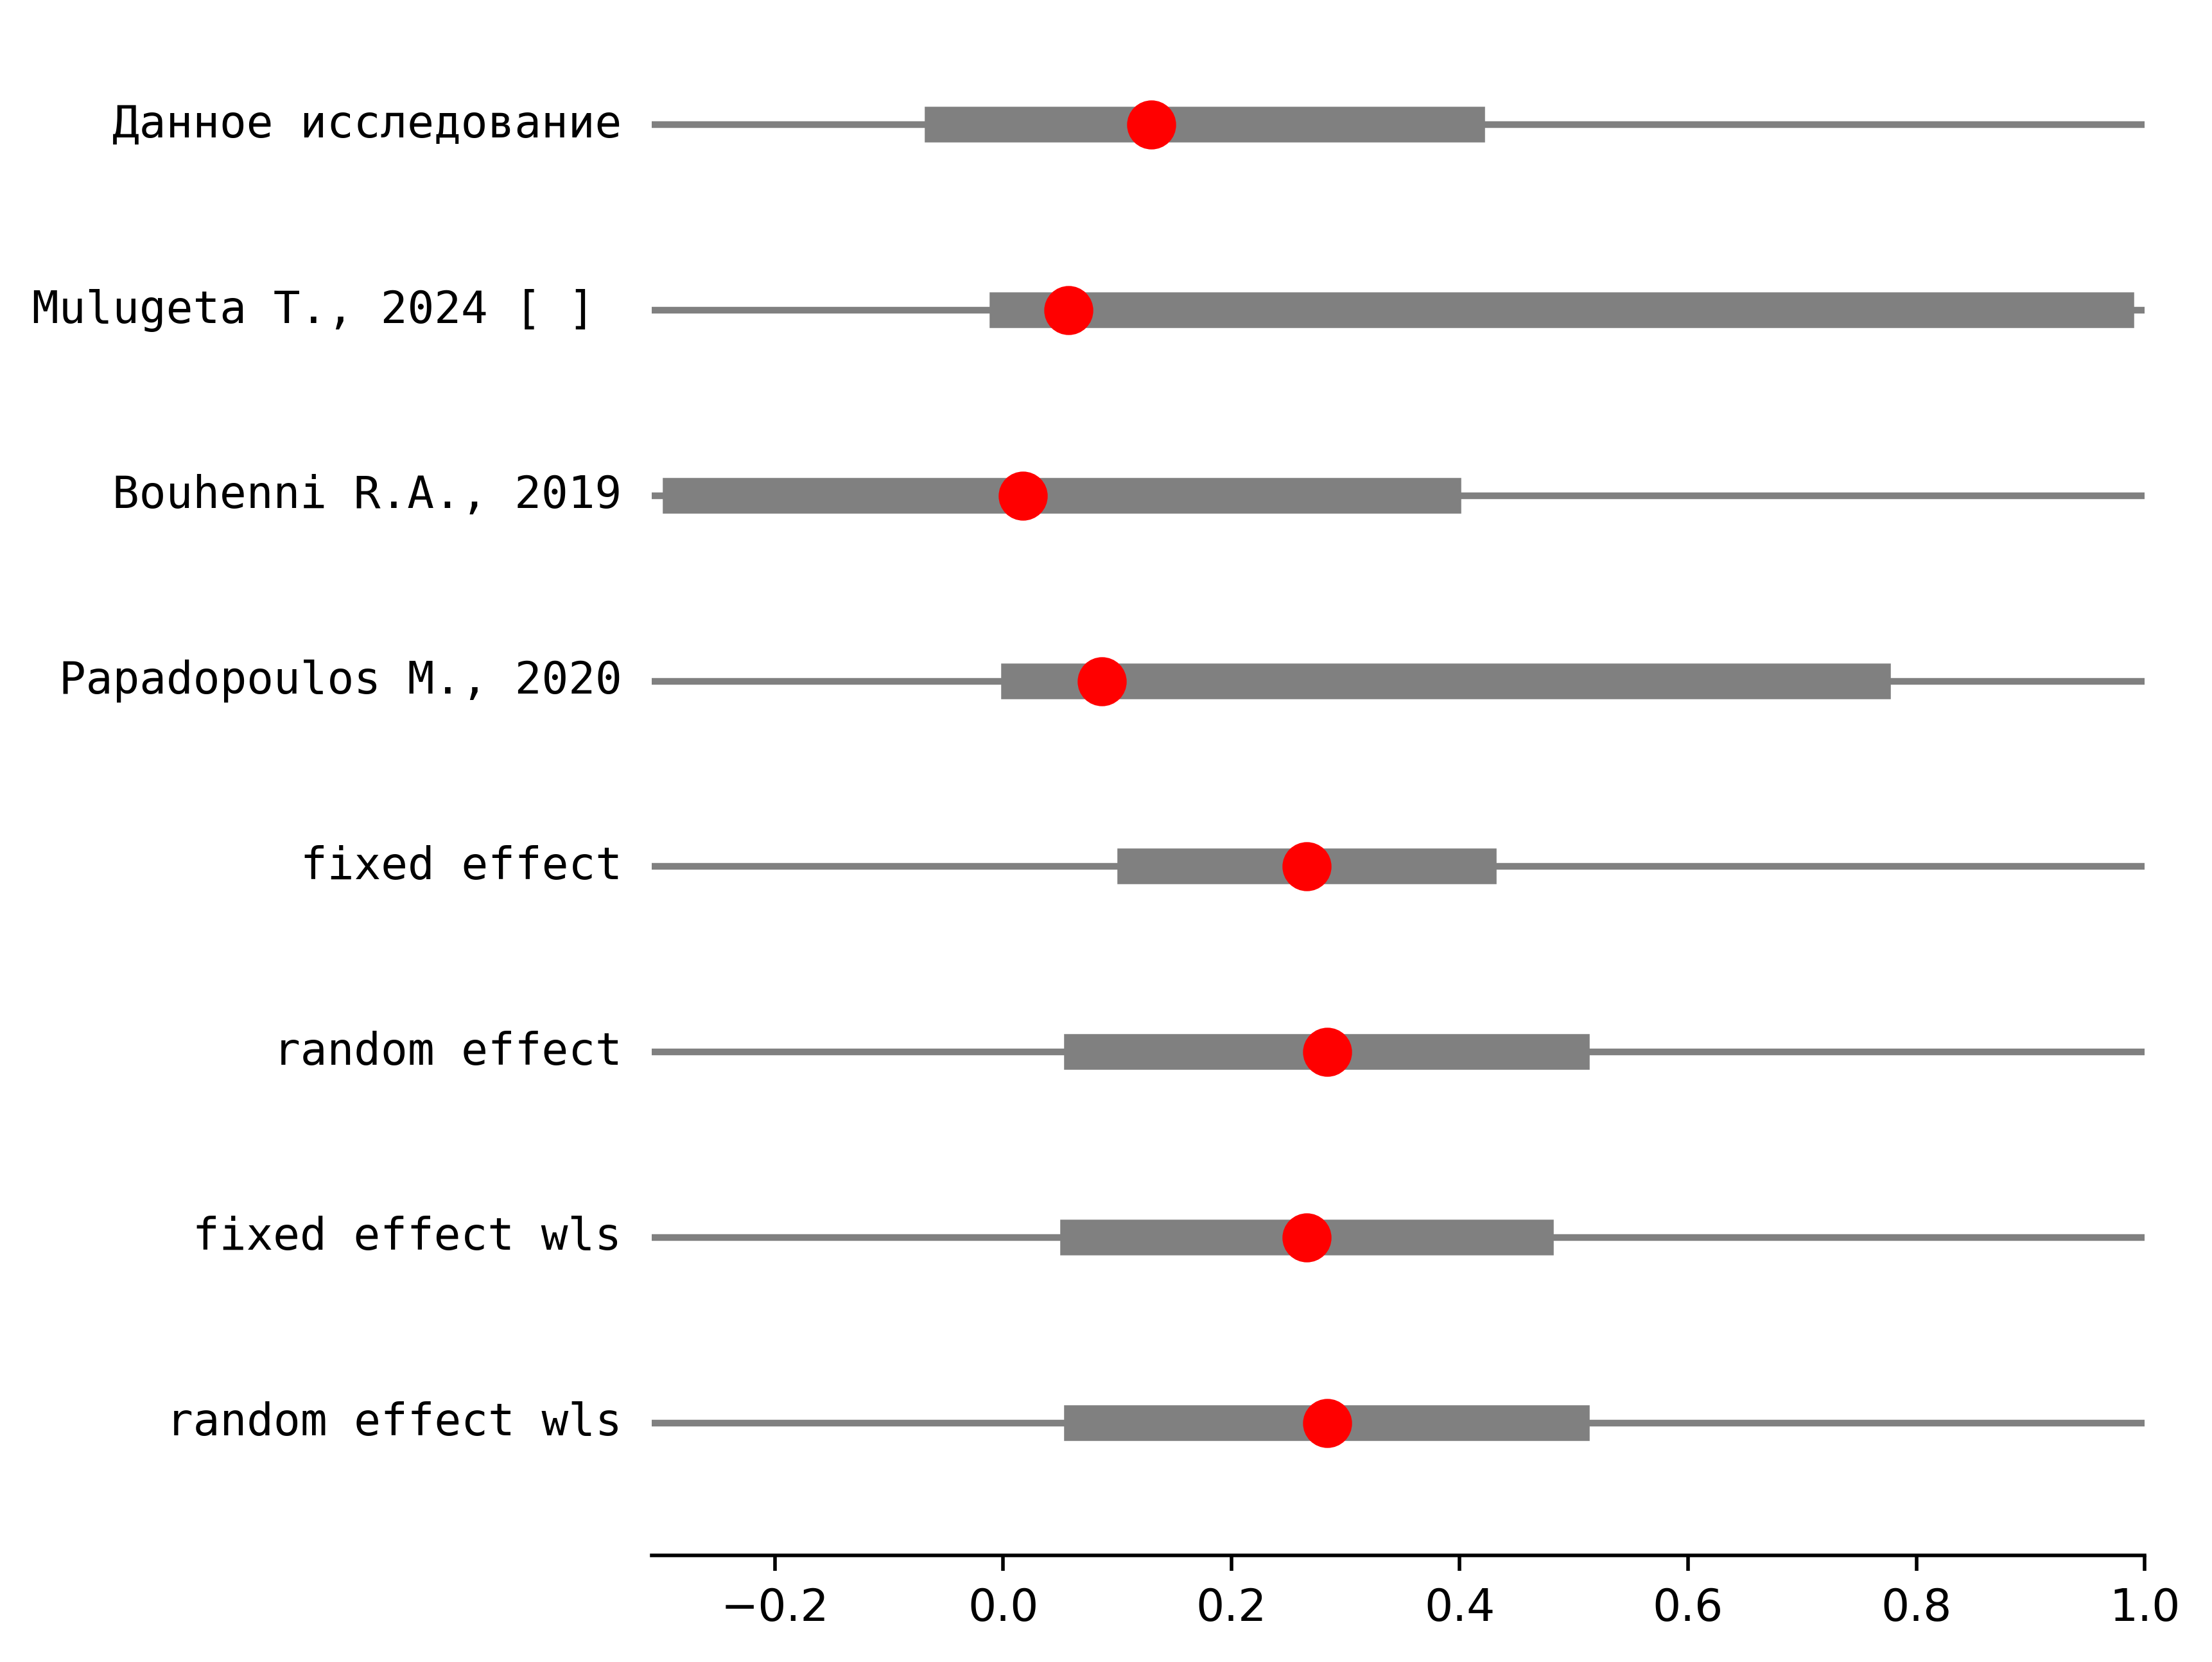 Данное исследование
Mulugeta T., 2024 [ ]
Bouhenni R.A., 2019
Papadopoulos M., 2020
fixed effect
random effect
fixed effect wls
random effect wls
−0.2 0.0 0.2 0.4 0.6 0.8 1.0